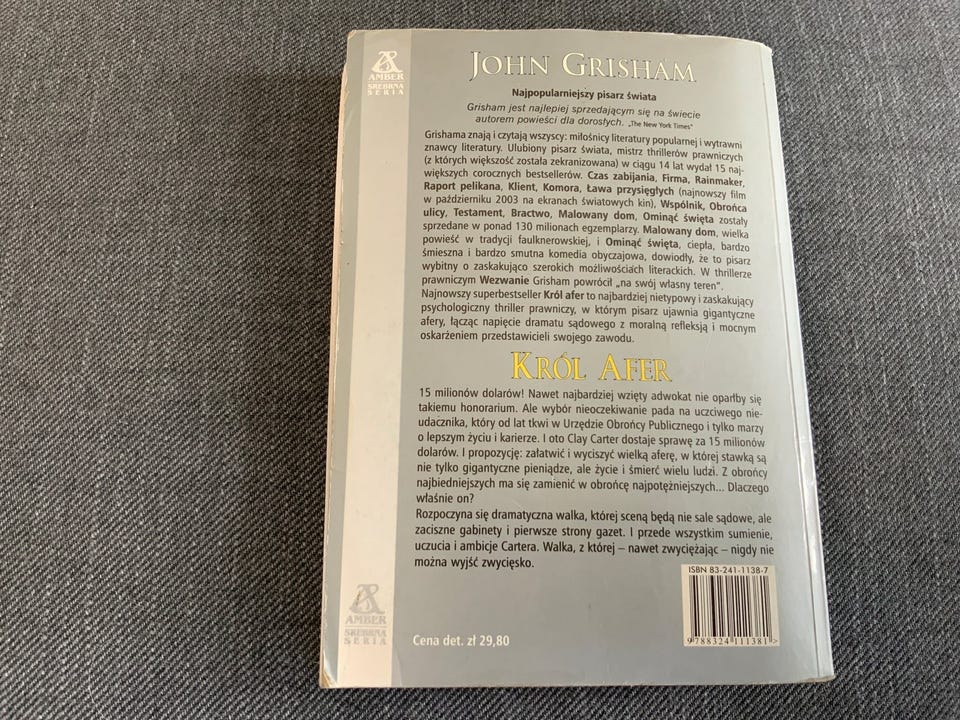 AMBER
SREBRNA
SERIA
JOHN GRISHAM
Najpopularniejszy pisarz świata
Grisham jest najlepiej sprzedającym się na świecie
autorem powieści dla dorosłych. „The New York Times"
Grishama znają i czytają wszyscy: miłośnicy literatury popularnej i wytrawni
znawcy literatury. Ulubiony pisarz świata, mistrz thrillerów prawniczych
(z których większość została zekranizowana) w ciągu 14 lat wydał 15 naj-
większych corocznych bestsellerów. Czas zabijania, Firma, Rainmaker,
Raport pelikana, Klient, Komora, Ława przysięgłych (najnowszy film
w październiku 2003 na ekranach światowych kin), Wspólnik, Obrońca
ulicy, Testament, Bractwo, Malowany dom, Ominąć święta zostały
sprzedane w ponad 130 milionach egzemplarzy. Malowany dom, wielka
powieść w tradycji faulknerowskiej, i Ominąć święta, ciepła, bardzo
śmieszna i bardzo smutna komedia obyczajowa, dowiodły, że to pisarz
wybitny o zaskakująco szerokich możliwościach literackich. W thrillerze
prawniczym Wezwanie Grisham powrócił „na swój własny teren".
Najnowszy superbestseller Król afer to najbardziej nietypowy i zaskakujący
psychologiczny thriller prawniczy, w którym pisarz ujawnia gigantyczne
afery, łącząc napięcie dramatu sądowego z moralną refleksją i mocnym
oskarżeniem przedstawicieli swojego zawodu.
KRÓL AFER
15 milionów dolarów! Nawet najbardziej wzięty adwokat nie oparłby się
takiemu honorarium. Ale wybór nieoczekiwanie pada na uczciwego nie-
udacznika, który od lat tkwi w Urzędzie Obrońcy Publicznego i tylko marzy
o lepszym życiu i karierze. I oto Clay Carter dostaje sprawę za 15 milionów
dolarów. I propozycję: załatwić i wyciszyć wielką aferę, w której stawką są
nie tylko gigantyczne pieniądze, ale życie i śmierć wielu ludzi. Z obrońcy
najbiedniejszych ma się zamienić w obrońcę najpotężniejszych... Dlaczego
właśnie on?
Rozpoczyna się dramatyczna walka, której sceną będą nie sale sądowe, ale
zaciszne gabinety i pierwsze strony gazet. I przede wszystkim sumienie,
uczucia i ambicje Cartera. Walka, z której – nawet zwyciężając – nigdy nie
można wyjść zwycięsko.
ISBN 83-241-1138-7
9788324111381>
AMBER
SREBRNA
SERIA
Cena det. zł 29,80